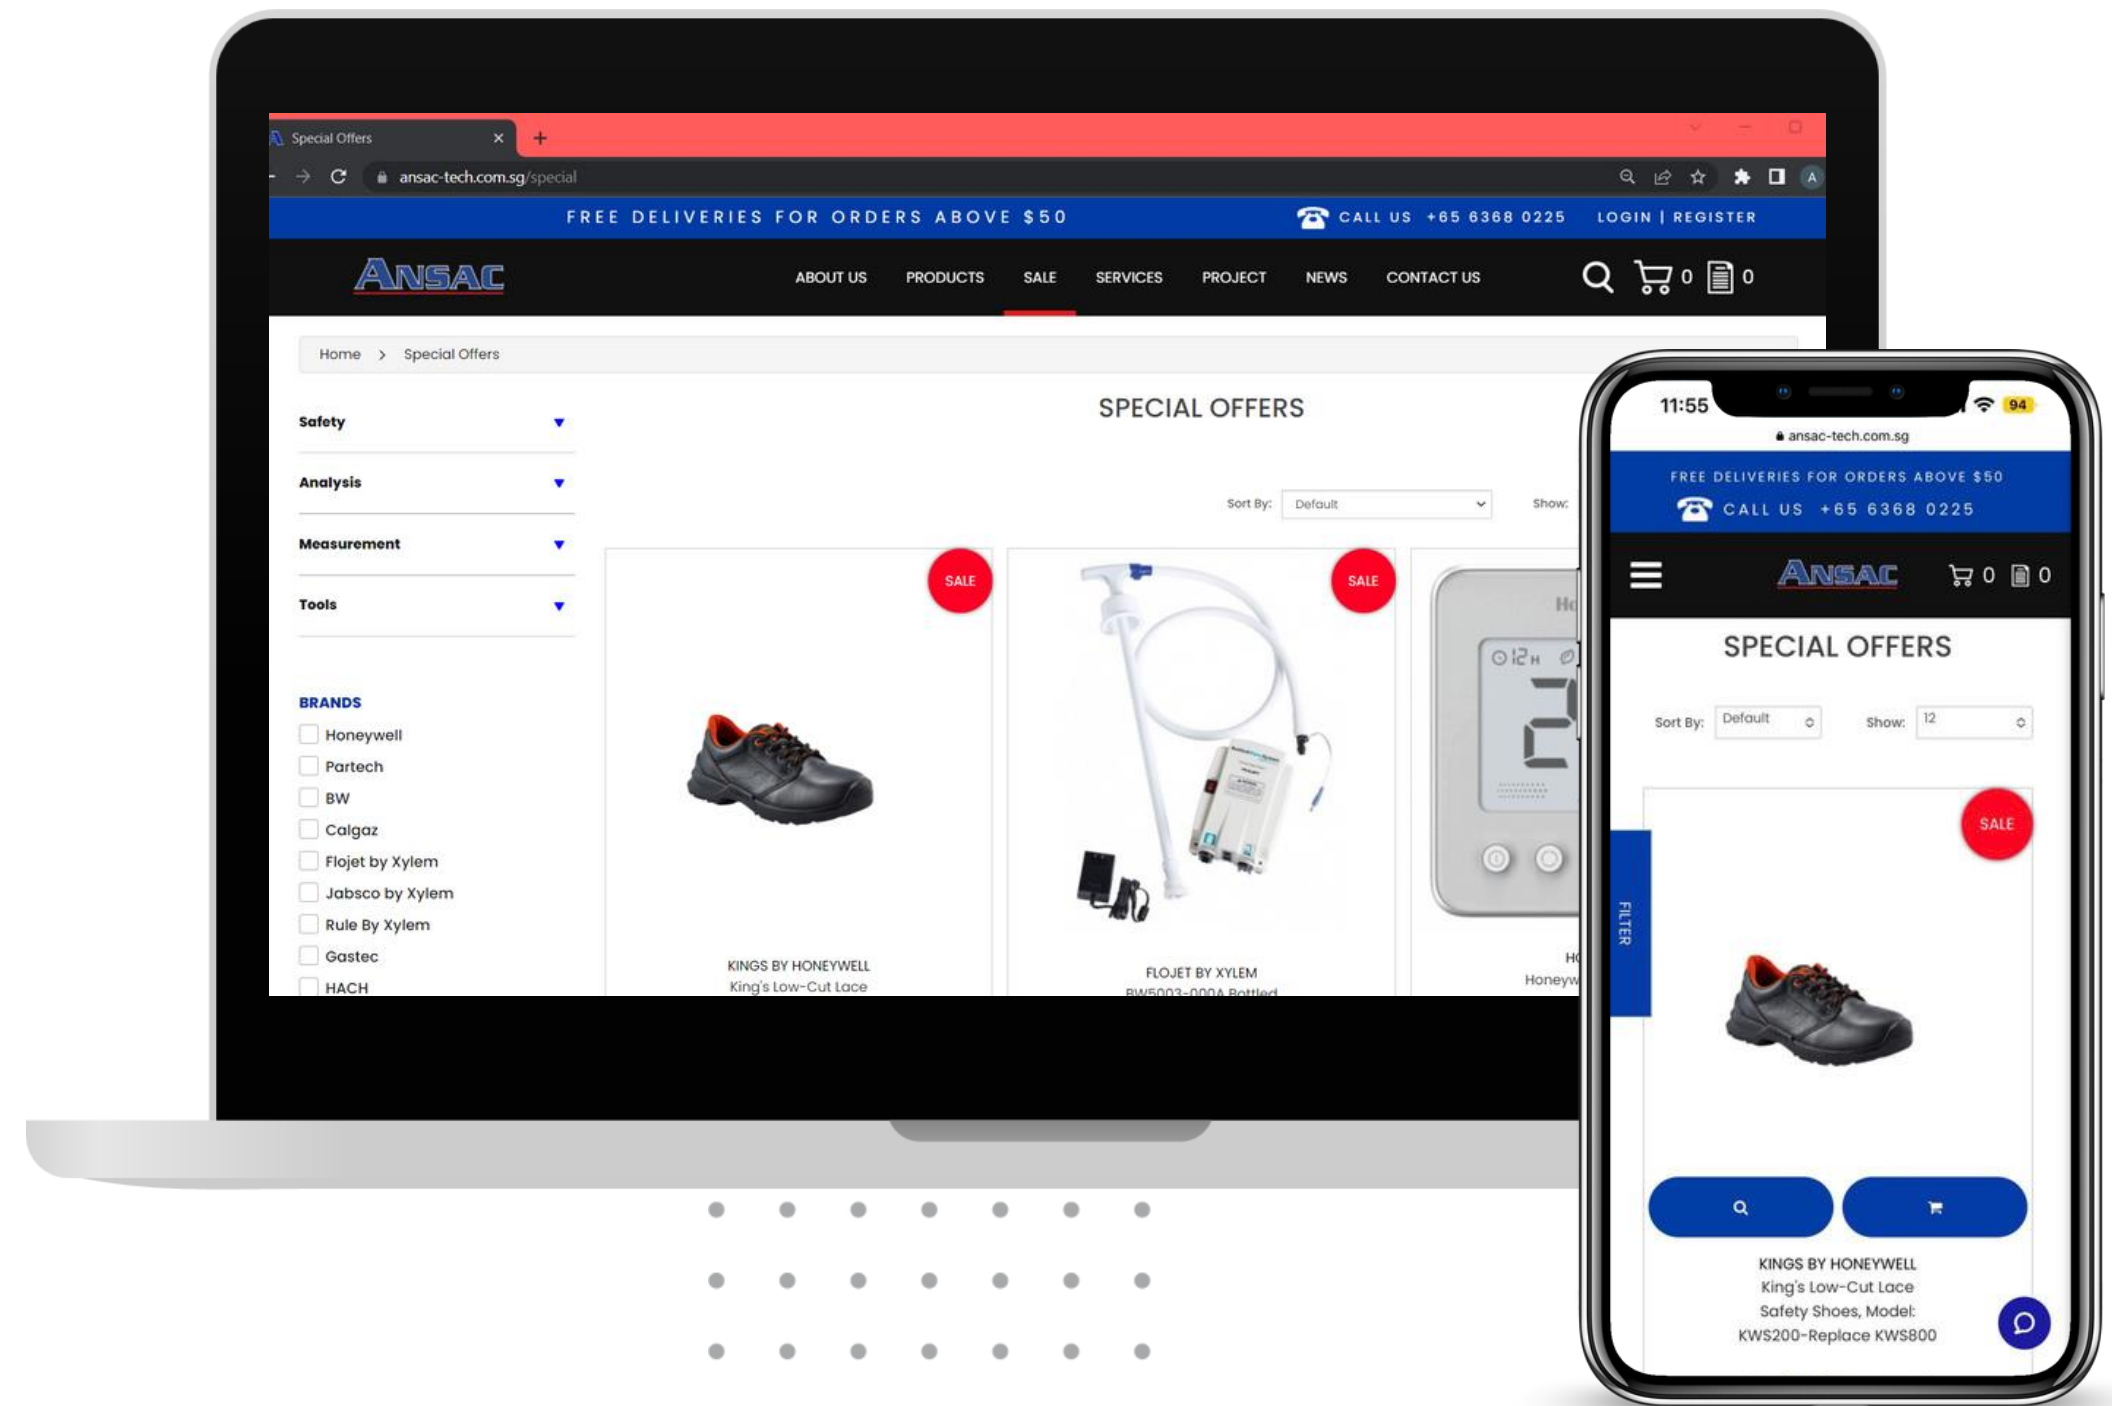 Special Offers
ansac-tech.com.sg/special
A
FREE DELIVERIES FOR ORDERS ABOVE $50
CALL US +65 6368 0225
LOGIN | REGISTER
ANSAC
ABOUT US PRODUCTS SALE SERVICES PROJECT NEWS CONTACT US
0 0
Home > Special Offers
SPECIAL OFFERS
Safety
Analysis
Measurement
Tools
Sort By: Default
Show:
BRANDS
Honeywell
Partech
BW
Calgaz
Flojet by Xylem
Jabsco by Xylem
Rule By Xylem
Gastec
HACH
SALE
KINGS BY HONEYWELL
King's Low-Cut Lace
SALE
FLOJET BY XYLEM
BW5003-000A Bottled
12 H
Honeyw
11:55
94
ansac-tech.com.sg
FREE DELIVERIES FOR ORDERS ABOVE $50
CALL US +65 6368 0225
ANSAC 0 0
SPECIAL OFFERS
Sort By: Default Show: 12
SALE
FILTER
KINGS BY HONEYWELL
King's Low-Cut Lace
Safety Shoes, Model:
KWS200-Replace KWS800